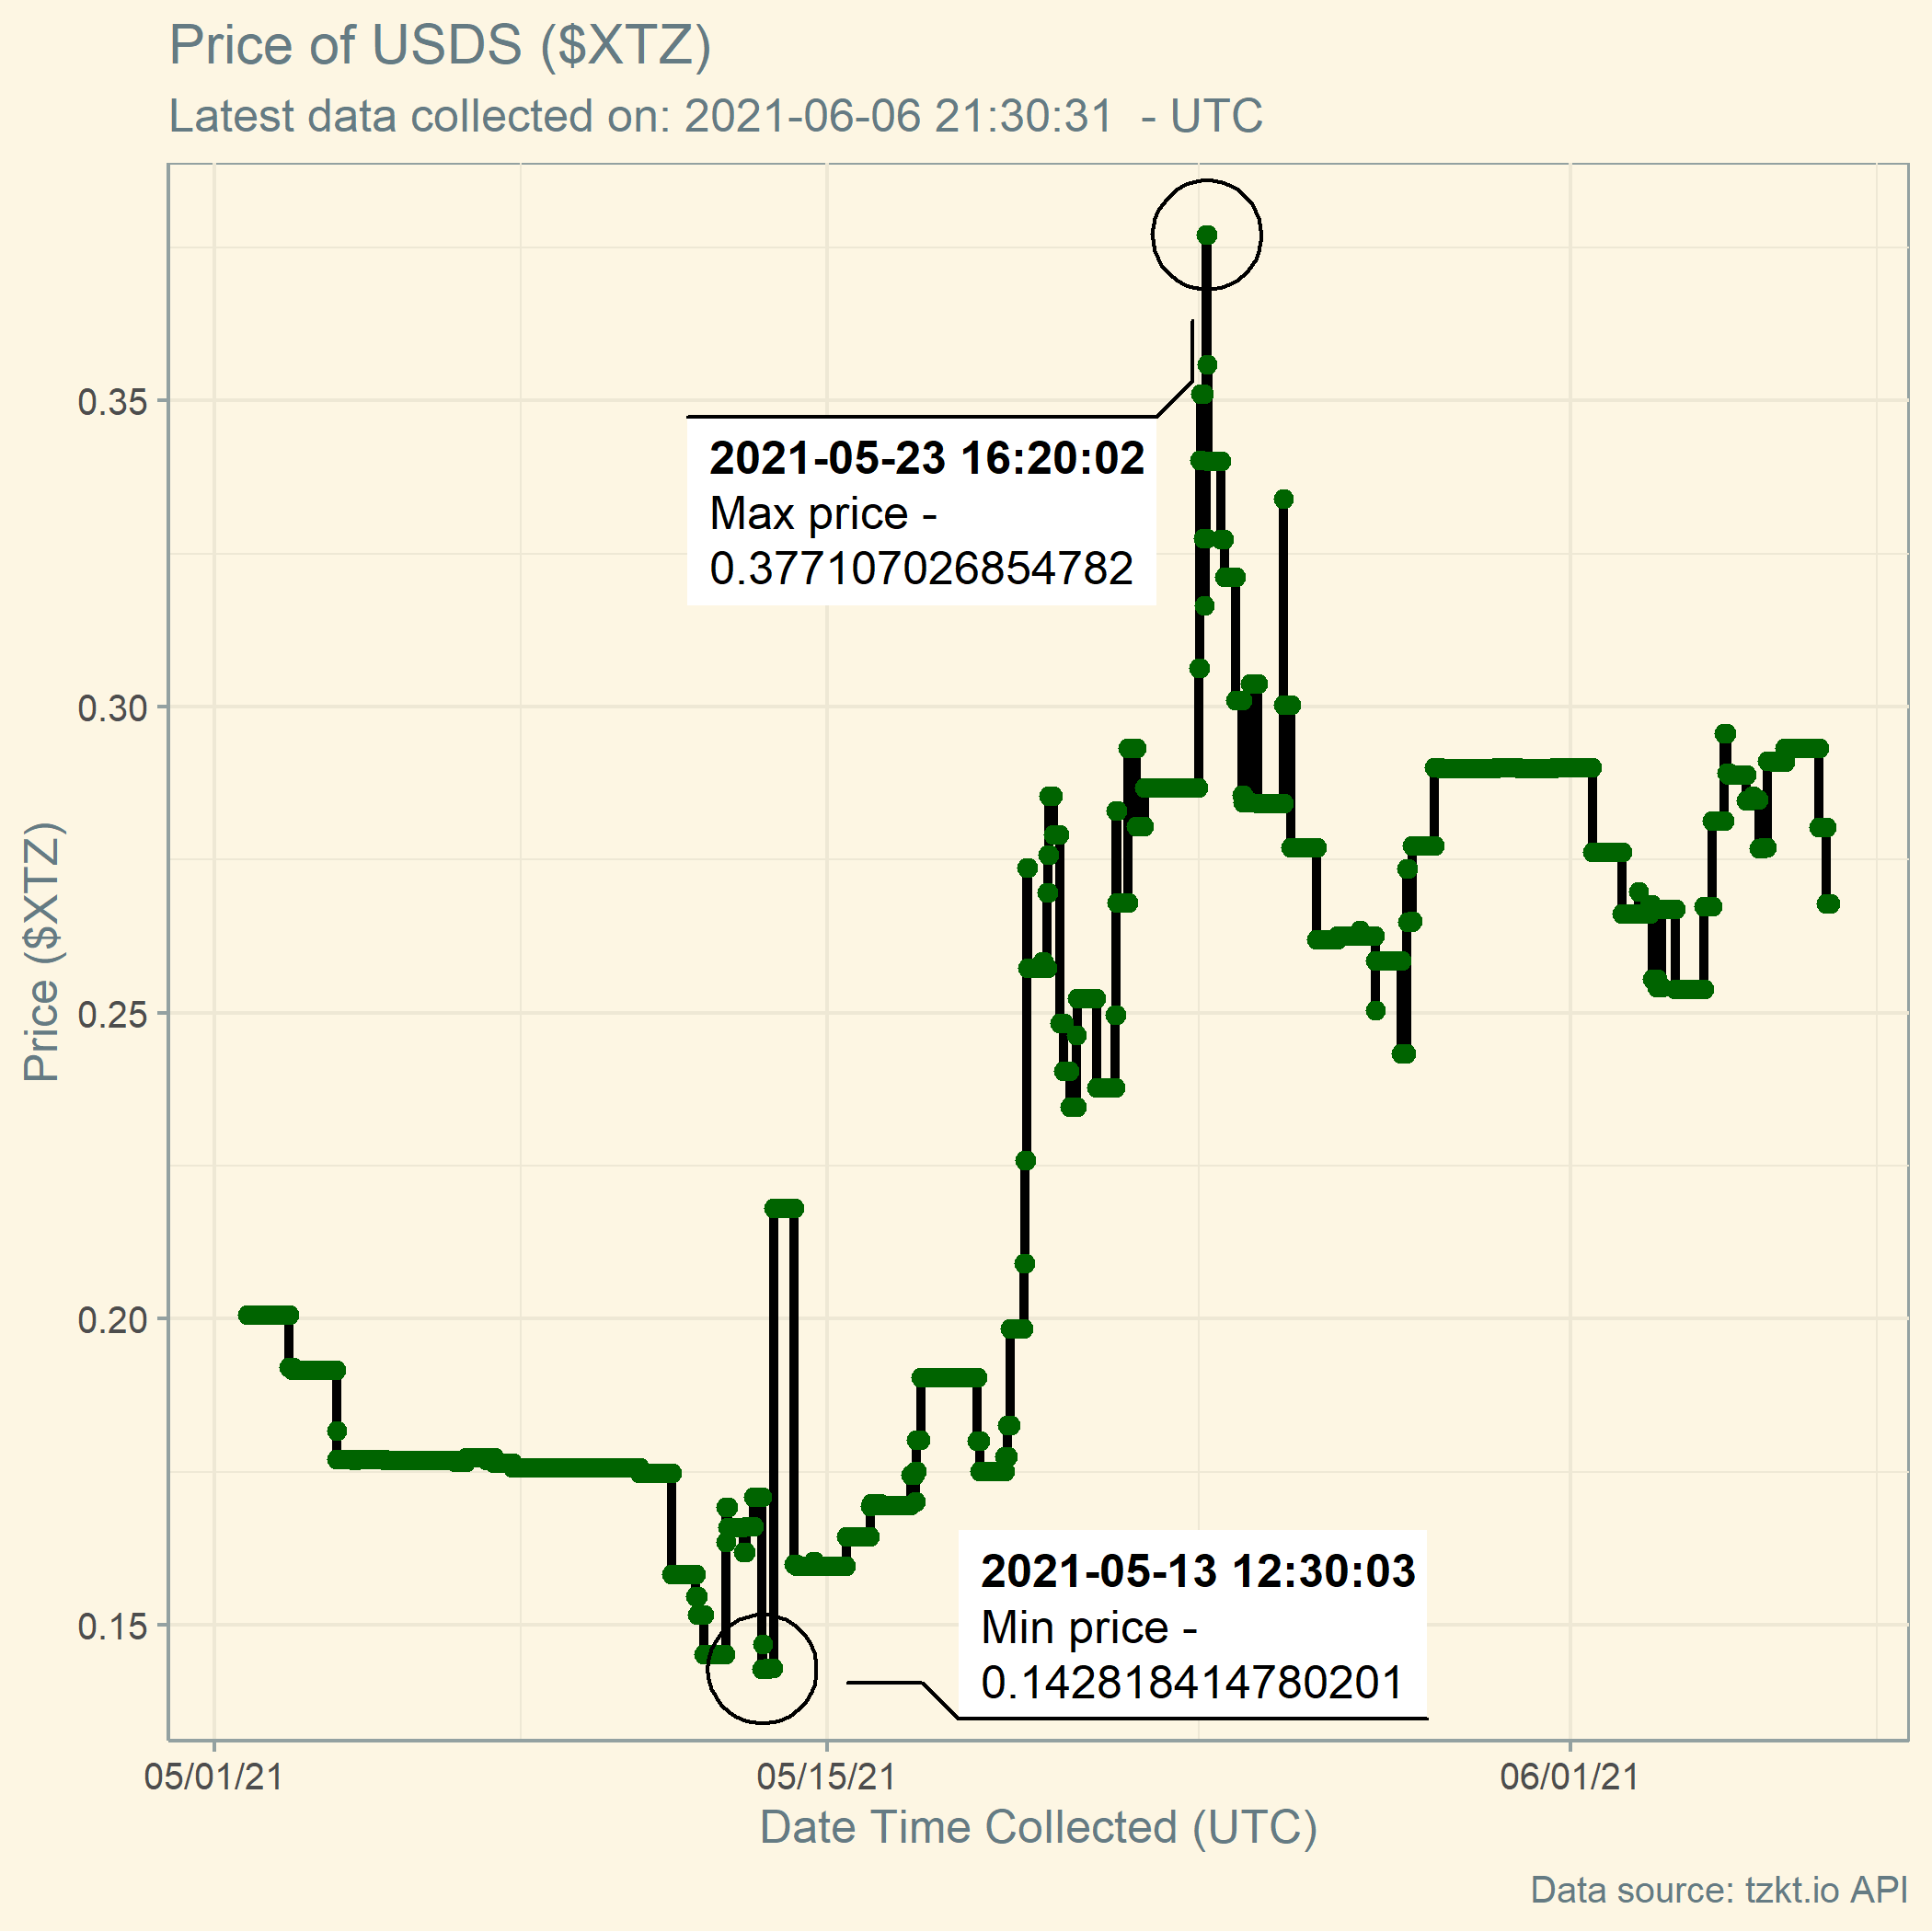 Price of USDS ($XTZ)
Latest data collected on: 2021-06-06 21:30:31  - UTC
0.35
0.30
0.25
0.20
0.15
Price ($XTZ)
2021-05-23 16:20:02
Max price -
0.377107026854782
2021-05-13 12:30:03
Min price -
0.142818414780201
05/01/21
05/15/21
06/01/21
Date Time Collected (UTC)
Data source: tzkt.io API